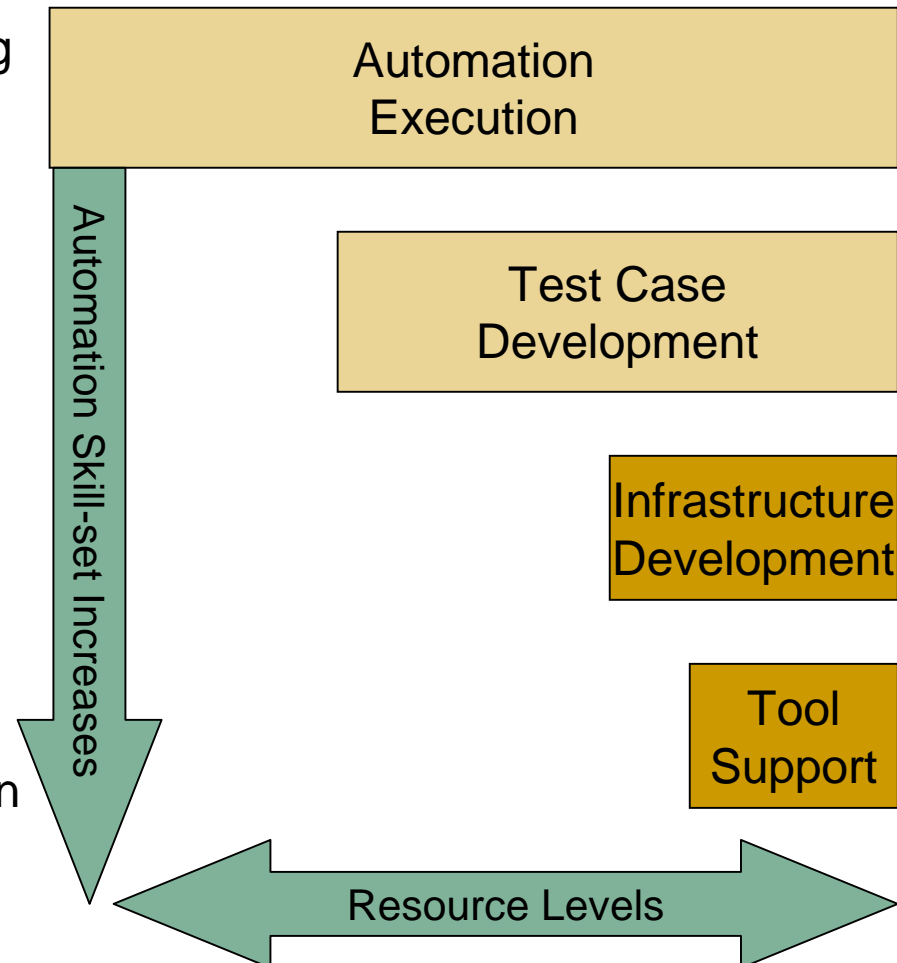 g
Automation
Execution
Automation Skill-set Increases
Test Case
Development
Infrastructure
Development
Tool
Support
n
Resource Levels